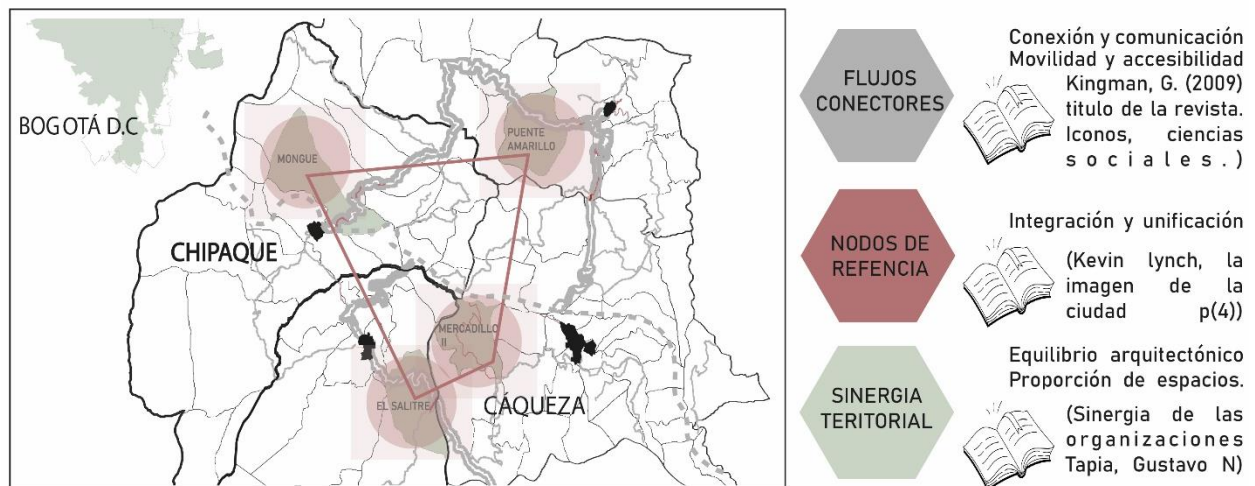 BOGOTÁ D.C
MONGUE
PUENTE
AMARILLO
CHIPAQUE
MERCADILLO
II
EL SALITRE
CÁQUEZA
FLUJOS
CONECTORES
Conexión y comunicación
Movilidad y accesibilidad
Kingman, G. (2009)
titulo de la revista.
Iconos, ciencias
sociales.)
NODOS DE
REFENCIA
Integración y unificación
(Kevin lynch, la
imagen de la
ciudad p(4))
SINERGIA
TERITORIAL
Equilibrio arquitectónico
Proporción de espacios.
(Sinergia de las
organizaciones
Tapia, Gustavo N)